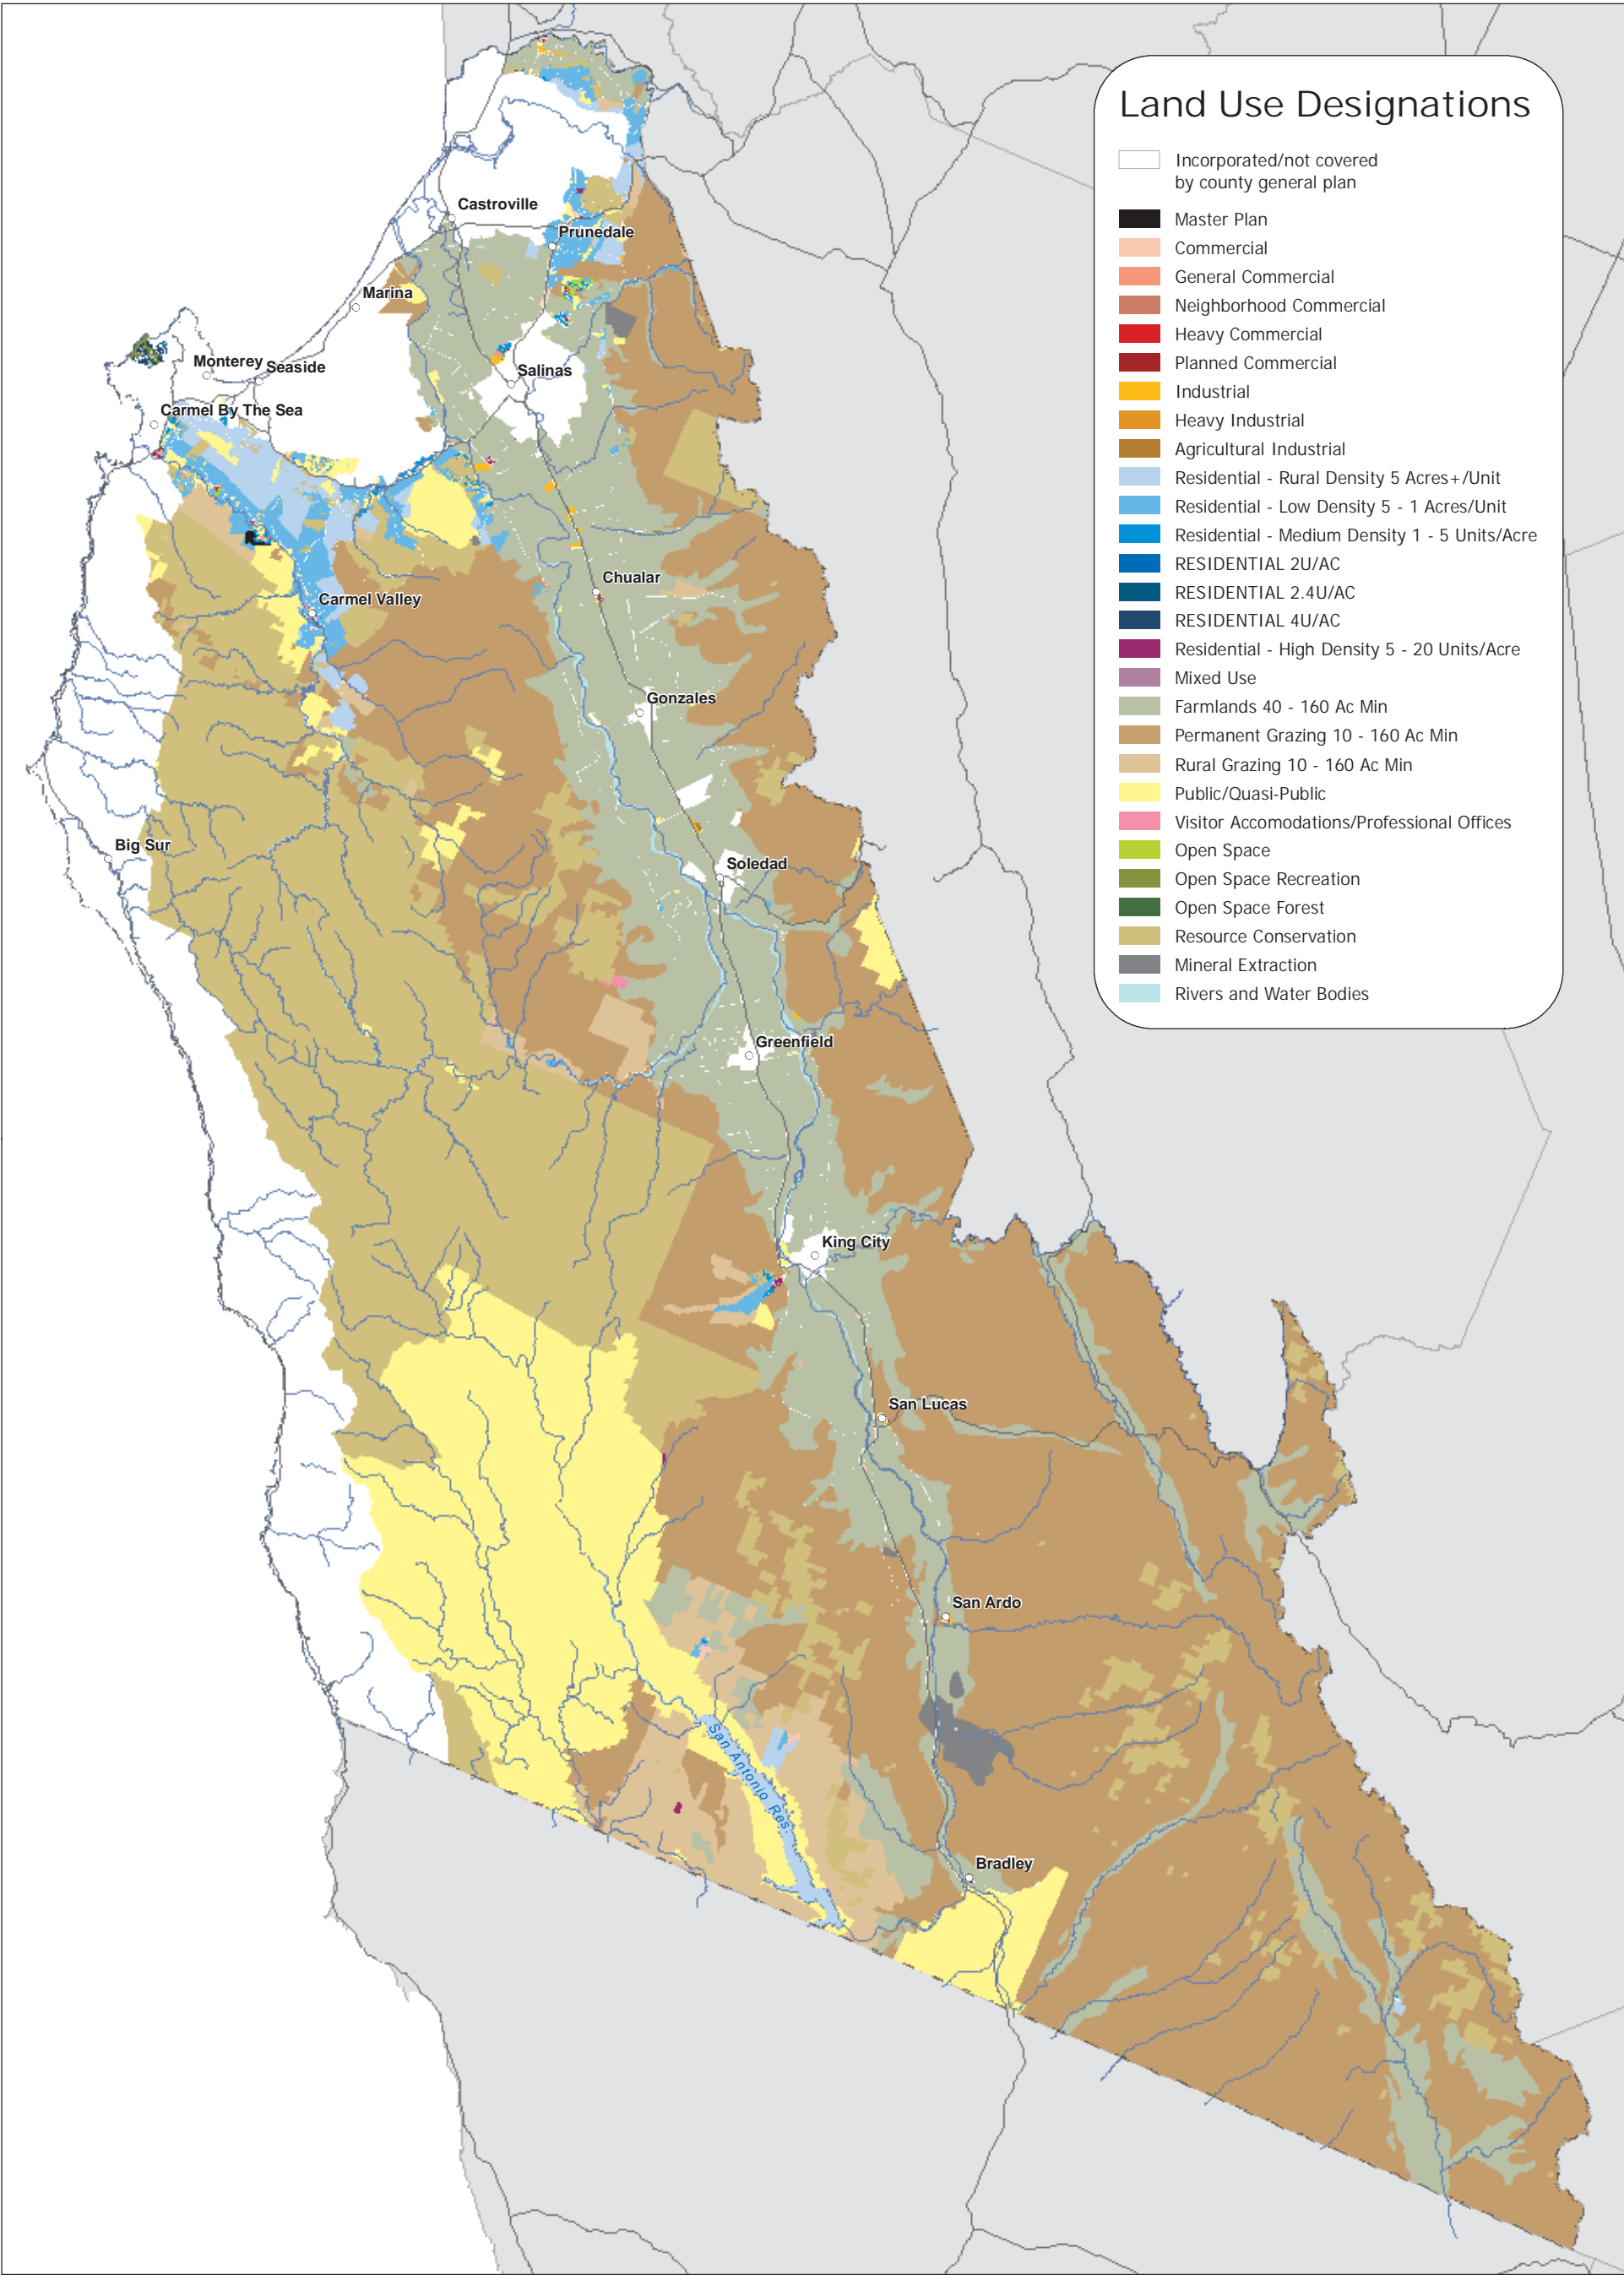 Land Use Designations
Incorporated/not covered
by county general plan
Master Plan
Commercial
General Commercial
Neighborhood Commercial
Heavy Commercial
Planned Commercial
Industrial
Heavy Industrial
Agricultural Industrial
Residential - Rural Density 5 Acres+/Unit
Residential - Low Density 5 - 1 Acres/Unit
Residential - Medium Density 1 - 5 Units/Acre
RESIDENTIAL 2U/AC
RESIDENTIAL 2.4U/AC
RESIDENTIAL 4U/AC
Residential - High Density 5 - 20 Units/Acre
Mixed Use
Farmlands 40 - 160 Ac Min
Permanent Grazing 10 - 160 Ac Min
Rural Grazing 10 - 160 Ac Min
Public/Quasi-Public
Visitor Accomodations/Professional Offices
Open Space
Open Space Recreation
Open Space Forest
Resource Conservation
Mineral Extraction
Rivers and Water Bodies
Castroville
Prunedale
Marina
Monterey
Seaside
Salinas
Carmel By The Sea
Chualar
Carmel Valley
Gonzales
Big Sur
Soledad
Greenfield
King City
San Lucas
San Ardo
San Antonio Res.
Bradley